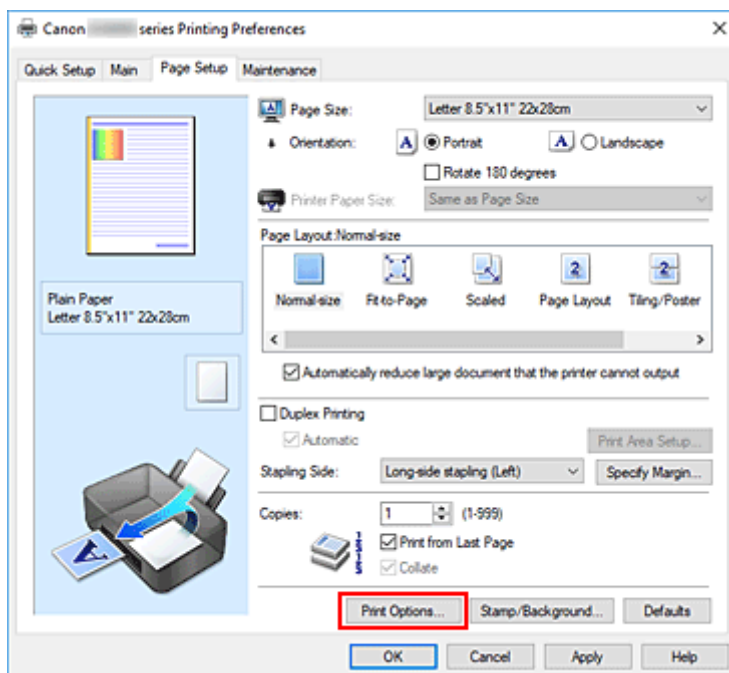 Canon series Printing Preferences
Quick Setup Main Page Setup Maintenance
Page Size: Letter 8.5"x11" 22x28cm
Orientation: A Portrait A Landscape
Rotate 180 degrees
Printer Paper Size: Same as Page Size
Page Layout:Normal-size
Normal-size Fit-to-Page Scaled Page Layout Tiling/Poster
Plain Paper
Letter 8.5"x11" 22x28cm
Automatically reduce large document that the printer cannot output
Duplex Printing
Automatic Print Area Setup...
Stapling Side: Long-side stapling (Left) Specify Margin...
Copies: 1 (1-999)
Print from Last Page
Collate
Print Options... Stamp/Background... Defaults
OK Cancel Apply Help